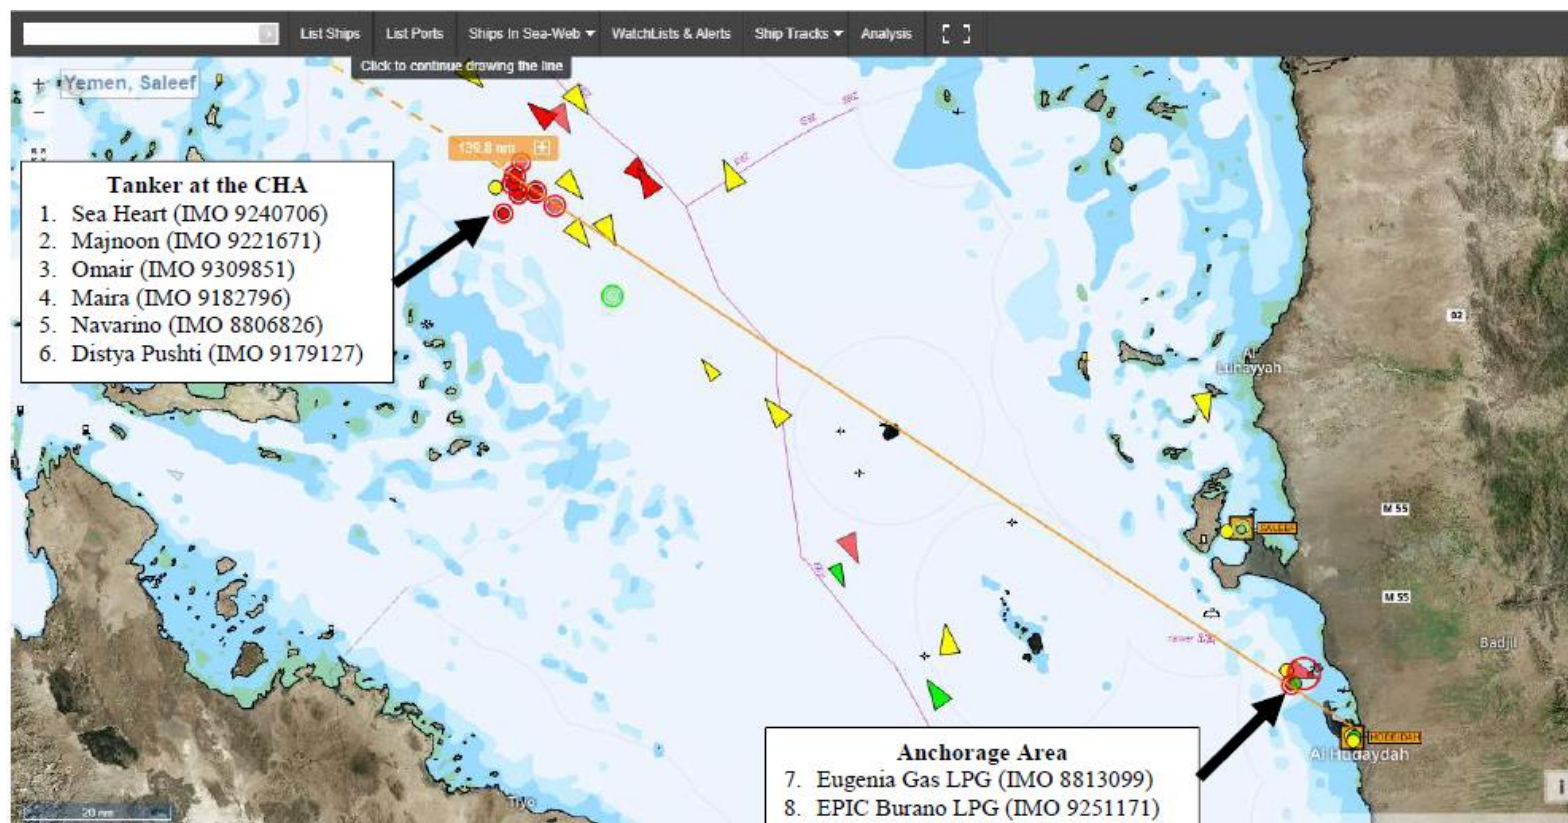 List Ships List Ports Ships In Sea-Web WatchLists & Alerts Ship Tracks Analysis
Click to continue drawing the line
+ Yemen, Saleef
−
139.8 nm
Tanker at the CHA
1. Sea Heart (IMO 9240706)
2. Majnoon (IMO 9221671)
3. Omair (IMO 9309851)
4. Maira (IMO 9182796)
5. Navarino (IMO 8806826)
6. Distya Pushti (IMO 9179127)
02
Al Luhayyah
M 55
SALEEF
M 55
Badjil
HODEIDAH
Al Hudaydah
Anchorage Area
7. Eugenia Gas LPG (IMO 8813099)
8. EPIC Burano LPG (IMO 9251171)
Tiyo
20 nm
i